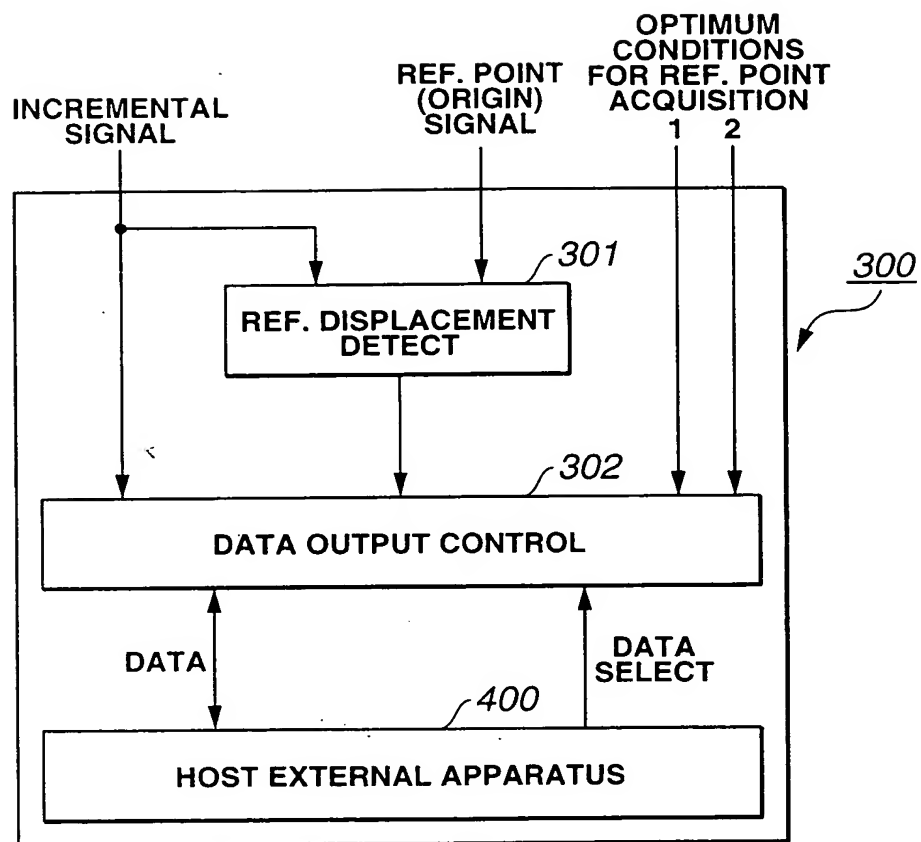 OPTIMUM
CONDITIONS
FOR REF. POINT
ACQUISITION
1 2
REF. POINT
(ORIGIN)
SIGNAL
INCREMENTAL
SIGNAL
301
300
REF. DISPLACEMENT
DETECT
302
DATA OUTPUT CONTROL
DATA
DATA
SELECT
400
HOST EXTERNAL APPARATUS